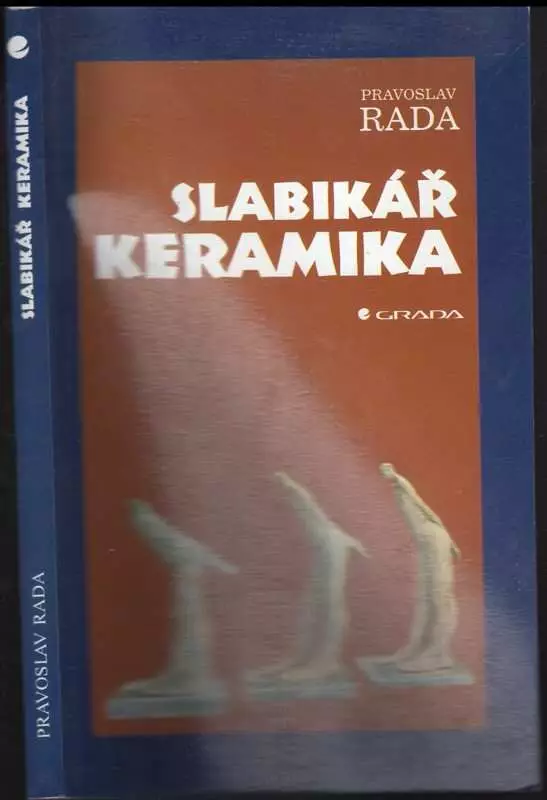 PRAVOSLAV
RADA
SLABIKÁŘ
KERAMIKA
GRADA
SLABIKÁŘ KERAMIKA
PRAVOSLAV RADA